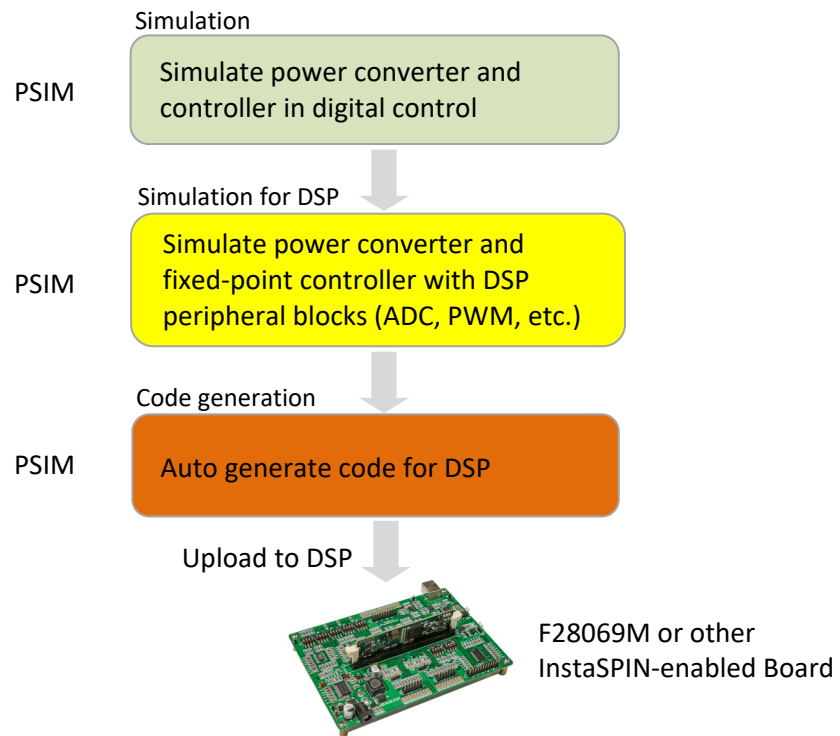 Simulation
PSIM
Simulate power converter and
controller in digital control
Simulation for DSP
PSIM
Simulate power converter and
fixed-point controller with DSP
peripheral blocks (ADC, PWM, etc.)
Code generation
PSIM
Auto generate code for DSP
Upload to DSP
F28069M or other
InstaSPIN-enabled Board